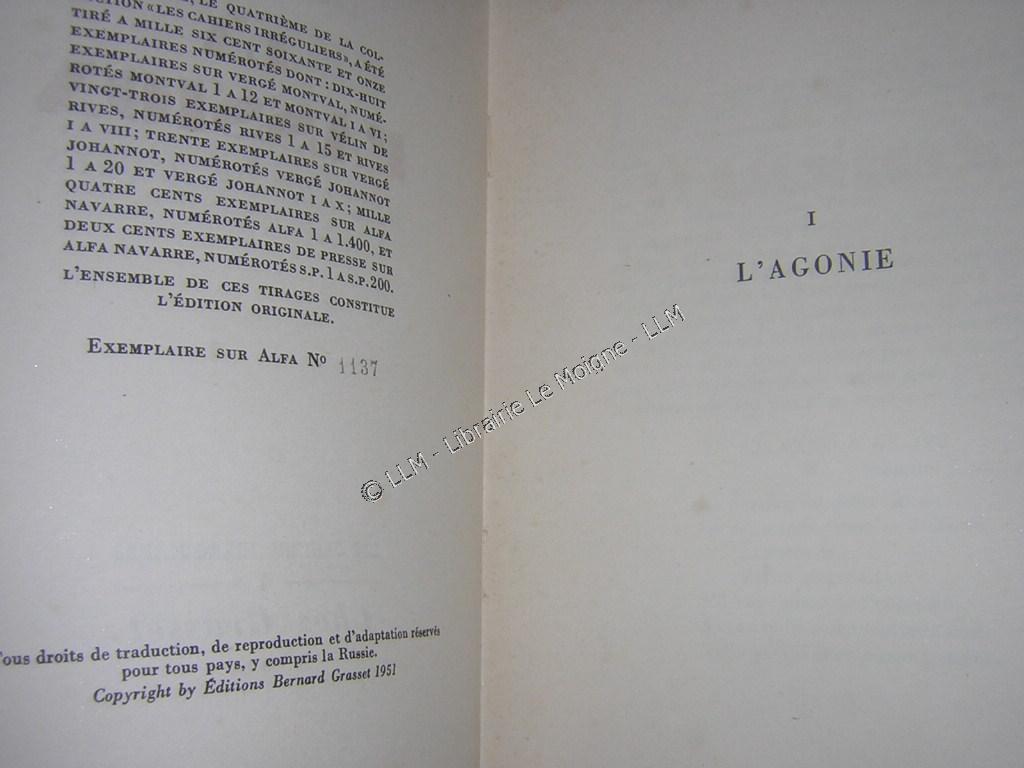 LE QUATRIÈME DE LA COL-
CTION «LES CAHIERS IRRÉGULIERS», A ÉTÉ
TIRÉ A MILLE SIX CENT SOIXANTE ET ONZE
EXEMPLAIRES NUMÉROTÉS DONT : DIX-HUIT
EXEMPLAIRES SUR VERGÉ MONTVAL, NUMÉ-
ROTÉS MONTVAL 1 A 12 ET MONTVAL I A VI ;
VINGT-TROIS EXEMPLAIRES SUR VÉLIN DE
RIVES, NUMÉROTÉS RIVES 1 A 15 ET RIVES
I A VIII ; TRENTE EXEMPLAIRES SUR VERGÉ
JOHANNOT, NUMÉROTÉS VERGÉ JOHANNOT
1 A 20 ET VERGÉ JOHANNOT I A X ; MILLE
QUATRE CENTS EXEMPLAIRES SUR ALFA
NAVARRE, NUMÉROTÉS ALFA 1 A 1.400, ET
DEUX CENTS EXEMPLAIRES DE PRESSE SUR
ALFA NAVARRE, NUMÉROTÉS S.P. 1 A S.P. 200.
L'ENSEMBLE DE CES TIRAGES CONSTITUE
L'ÉDITION ORIGINALE.
EXEMPLAIRE SUR ALFA Nº 1137
Tous droits de traduction, de reproduction et d'adaptation réservés
pour tous pays, y compris la Russie.
Copyright by Éditions Bernard Grasset 1951
I
L'AGONIE
© LLM - Librairie Le Moigne - LLM